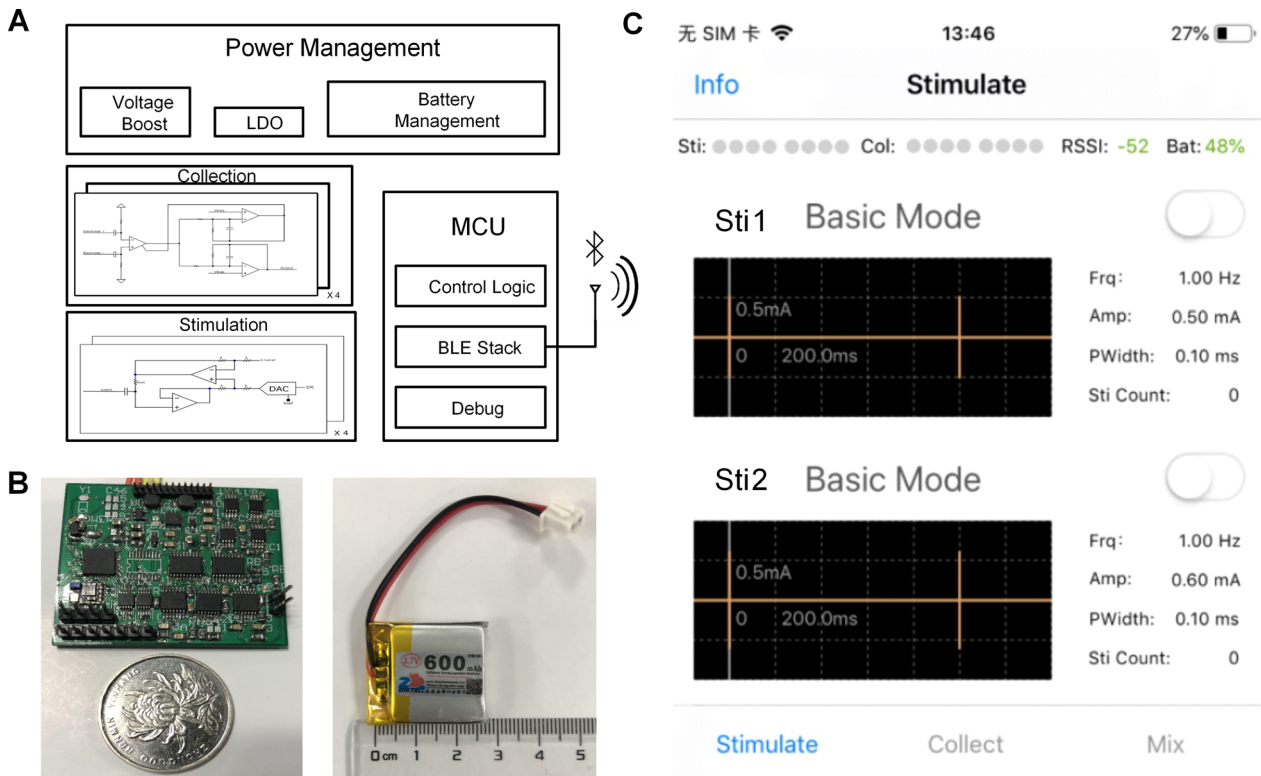 A
Power Management
Voltage
Boost
LDO
Battery
Management
Collection
X 4
Stimulation
DAC
X 4
MCU
Control Logic
BLE Stack
Debug
B
3.7V 600 mAh
0 cm 1 2 3 4 5
C
无 SIM 卡 13:46 27%
Info Stimulate
Sti: Col: RSSI: -52 Bat: 48%
Sti1 Basic Mode
0.5mA
0 200.0ms
Frq: 1.00 Hz
Amp: 0.50 mA
PWidth: 0.10 ms
Sti Count: 0
Sti2 Basic Mode
0.5mA
0 200.0ms
Frq: 1.00 Hz
Amp: 0.60 mA
PWidth: 0.10 ms
Sti Count: 0
Stimulate Collect Mix